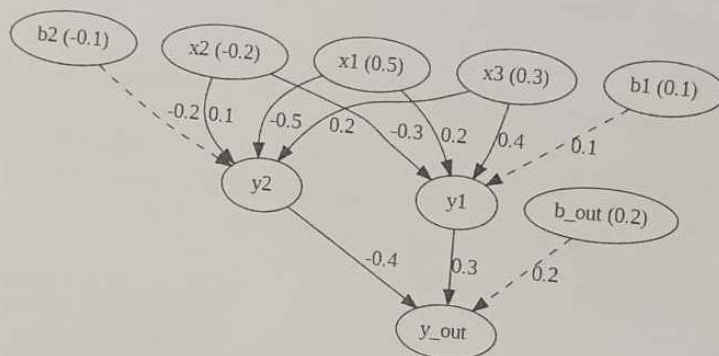 b2 (-0.1)
x2 (-0.2)
x1 (0.5)
x3 (0.3)
b1 (0.1)
-0.2
0.1
-0.5
0.2
-0.3
0.2
0.4
0.1
y2
y1
b_out (0.2)
-0.4
0.3
0.2
y_out